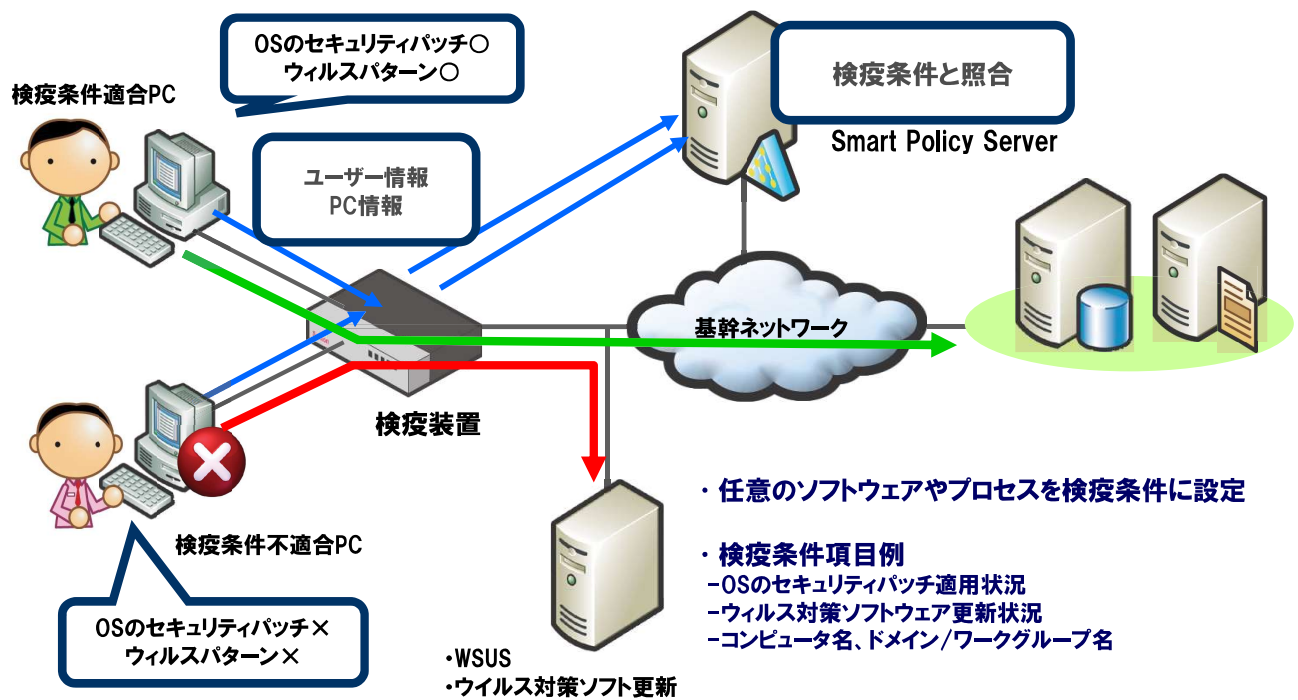 OSのセキュリティパッチ○
ウィルスパターン○
検疫条件適合PC
検疫条件と照合
Smart Policy Server
ユーザー情報
PC情報
基幹ネットワーク
検疫装置
検疫条件不適合PC
OSのセキュリティパッチ×
ウィルスパターン×
・任意のソフトウェアやプロセスを検疫条件に設定
・検疫条件項目例
-OSのセキュリティパッチ適用状況
-ウィルス対策ソフトウェア更新状況
-コンピュータ名、ドメイン/ワークグループ名
・WSUS
・ウイルス対策ソフト更新